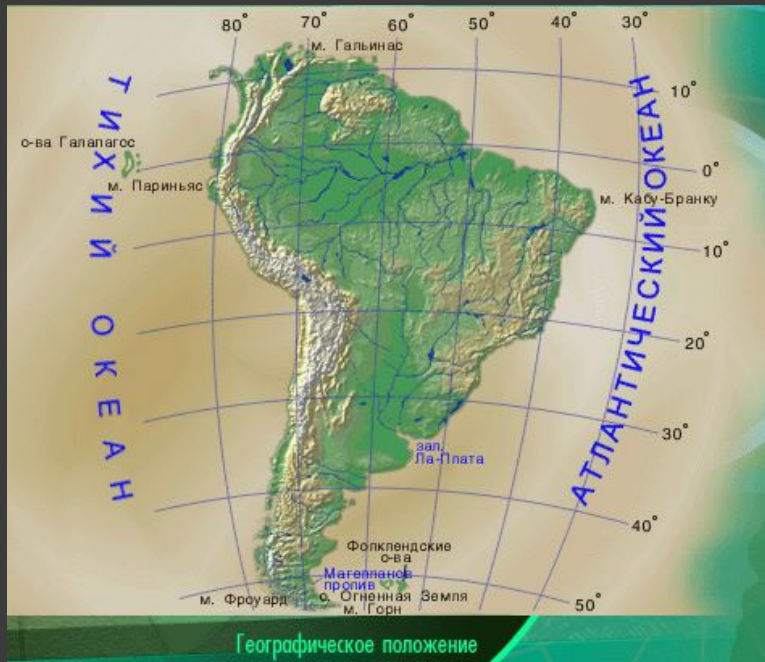 80° 70° 60° 50° 40° 30°
м. Гальинас
10°
ТИХИЙ ОКЕАН
АТЛАНТИЧЕСКИЙ ОКЕАН
о-ва Галапагос
0°
м. Париньяс
м. Кабу-Бранку
10°
20°
30°
зал.
Ла-Плата
40°
Фолклендские
о-ва
Магелланов
пролив
м. Фроуард
о. Огненная Земля
50°
м. Горн
Географическое положение